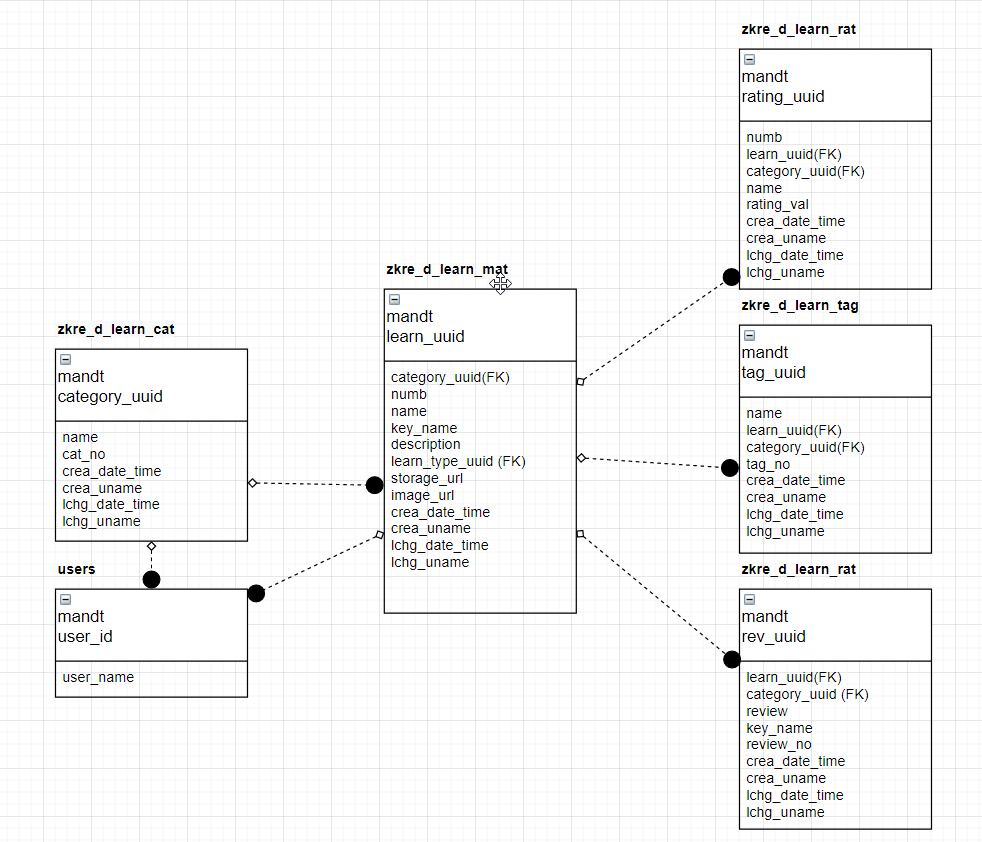 zkre_d_learn_rat
mandt
rating_uuid
numb
learn_uuid(FK)
category_uuid(FK)
name
rating_val
crea_date_time
crea_uname
lchg_date_time
lchg_uname
zkre_d_learn_mat
mandt
learn_uuid
category_uuid(FK)
numb
name
key_name
description
learn_type_uuid (FK)
storage_url
image_url
crea_date_time
crea_uname
lchg_date_time
lchg_uname
zkre_d_learn_tag
mandt
tag_uuid
name
learn_uuid(FK)
category_uuid(FK)
tag_no
crea_date_time
crea_uname
lchg_date_time
lchg_uname
zkre_d_learn_cat
mandt
category_uuid
name
cat_no
crea_date_time
crea_uname
lchg_date_time
lchg_uname
users
mandt
user_id
user_name
zkre_d_learn_rat
mandt
rev_uuid
learn_uuid(FK)
category_uuid (FK)
review
key_name
review_no
crea_date_time
crea_uname
lchg_date_time
lchg_uname